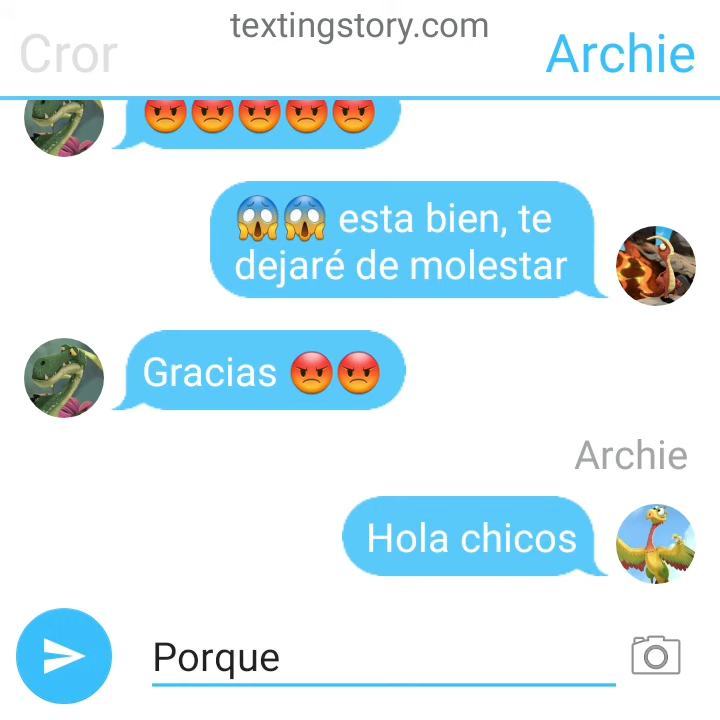 textingstory.com
Cror
Archie
😡😡😡😡😡
😱😱 esta bien, te
dejaré de molestar
Gracias 😡😡
Archie
Hola chicos
Porque